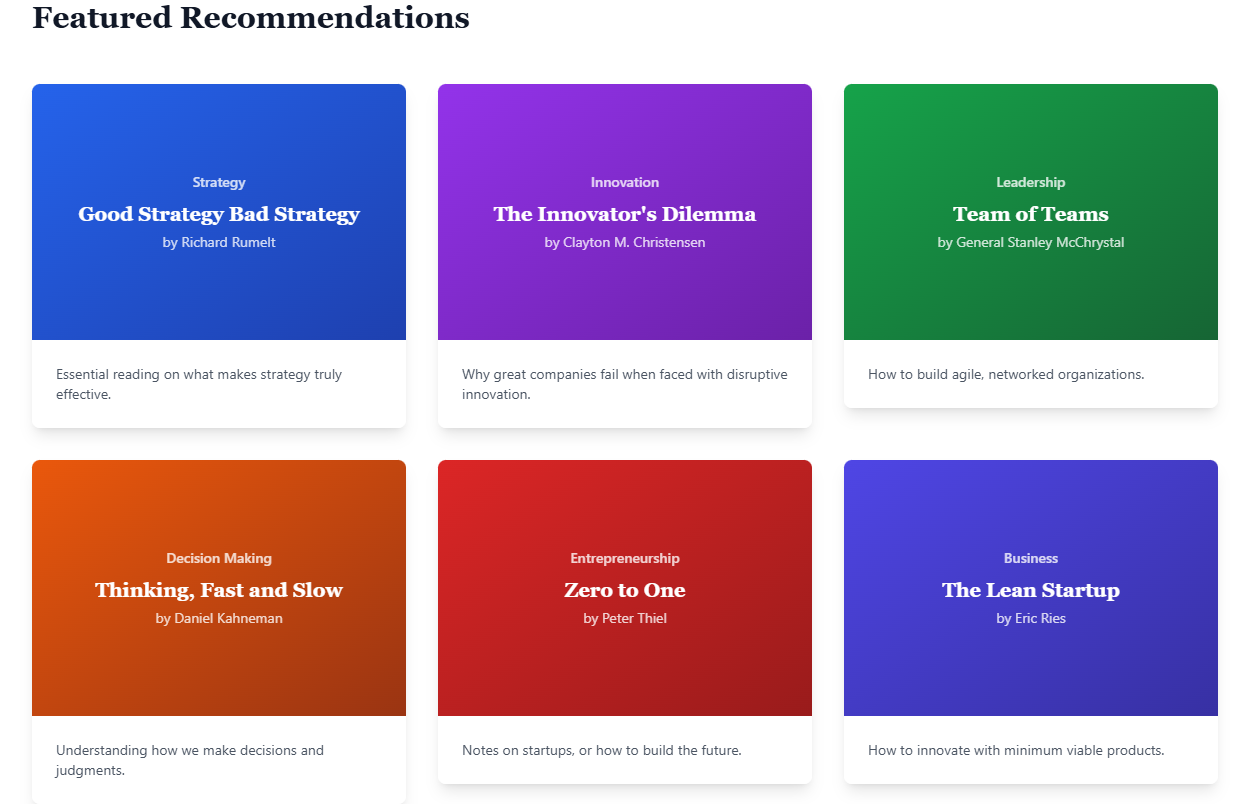 Featured Recommendations
Strategy
Good Strategy Bad Strategy
by Richard Rumelt
Essential reading on what makes strategy truly
effective.
Innovation
The Innovator's Dilemma
by Clayton M. Christensen
Why great companies fail when faced with disruptive
innovation.
Leadership
Team of Teams
by General Stanley McChrystal
How to build agile, networked organizations.
Decision Making
Thinking, Fast and Slow
by Daniel Kahneman
Understanding how we make decisions and
judgments.
Entrepreneurship
Zero to One
by Peter Thiel
Notes on startups, or how to build the future.
Business
The Lean Startup
by Eric Ries
How to innovate with minimum viable products.